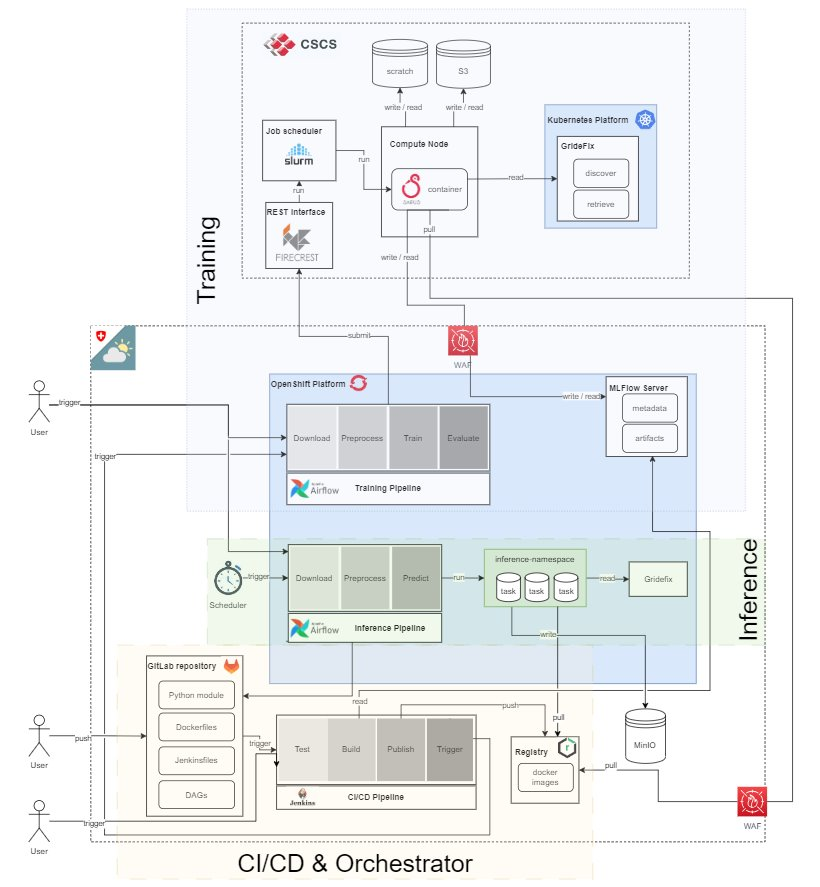 CSCS
scratch
S3
write / read
write / read
Kubernetes Platform
Job scheduler
slurm
Compute Node
GrideFix
run
discover
container
read
SARUS
run
retrieve
REST Interface
pull
FIRECREST
write / read
Training
submit
WAF
OpenShift Platform
MLFlow Server
write / read
metadata
trigger
User
Download
Preprocess
Train
Evaluate
artifacts
trigger
Airflow
Training Pipeline
Inference
inference-namespace
trigger
Download
Preprocess
Predict
run
read
Gridefix
task
task
task
Scheduler
Airflow
Inference Pipeline
write
GitLab repository
Python module
read
push
pull
Dockerfiles
push
trigger
Test
Build
Publish
Trigger
Registry
MinIO
User
Jenkinsfiles
pull
docker
images
DAGs
Jenkins
CI/CD Pipeline
trigger
WAF
User
CI/CD & Orchestrator